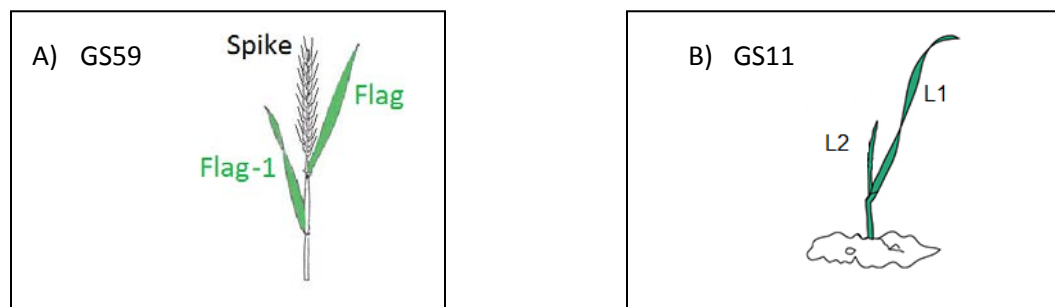 A) GS59
Spike
Flag
Flag-1
B) GS11
L1
L2